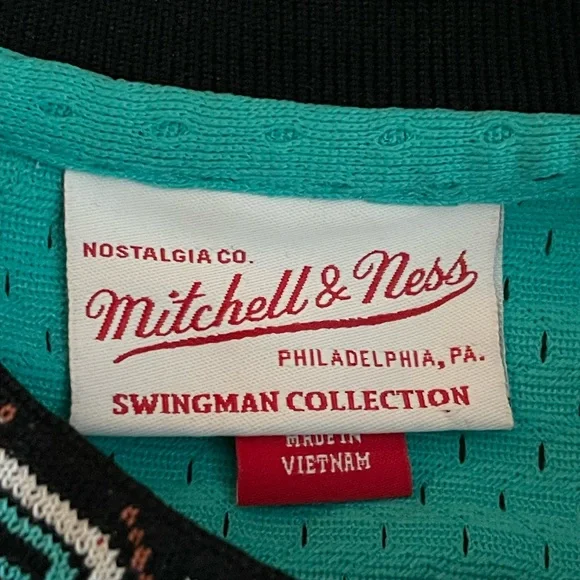 NOSTALGIA CO.
Mitchell & Ness
PHILADELPHIA, PA.
SWINGMAN COLLECTION
MADE IN
VIETNAM